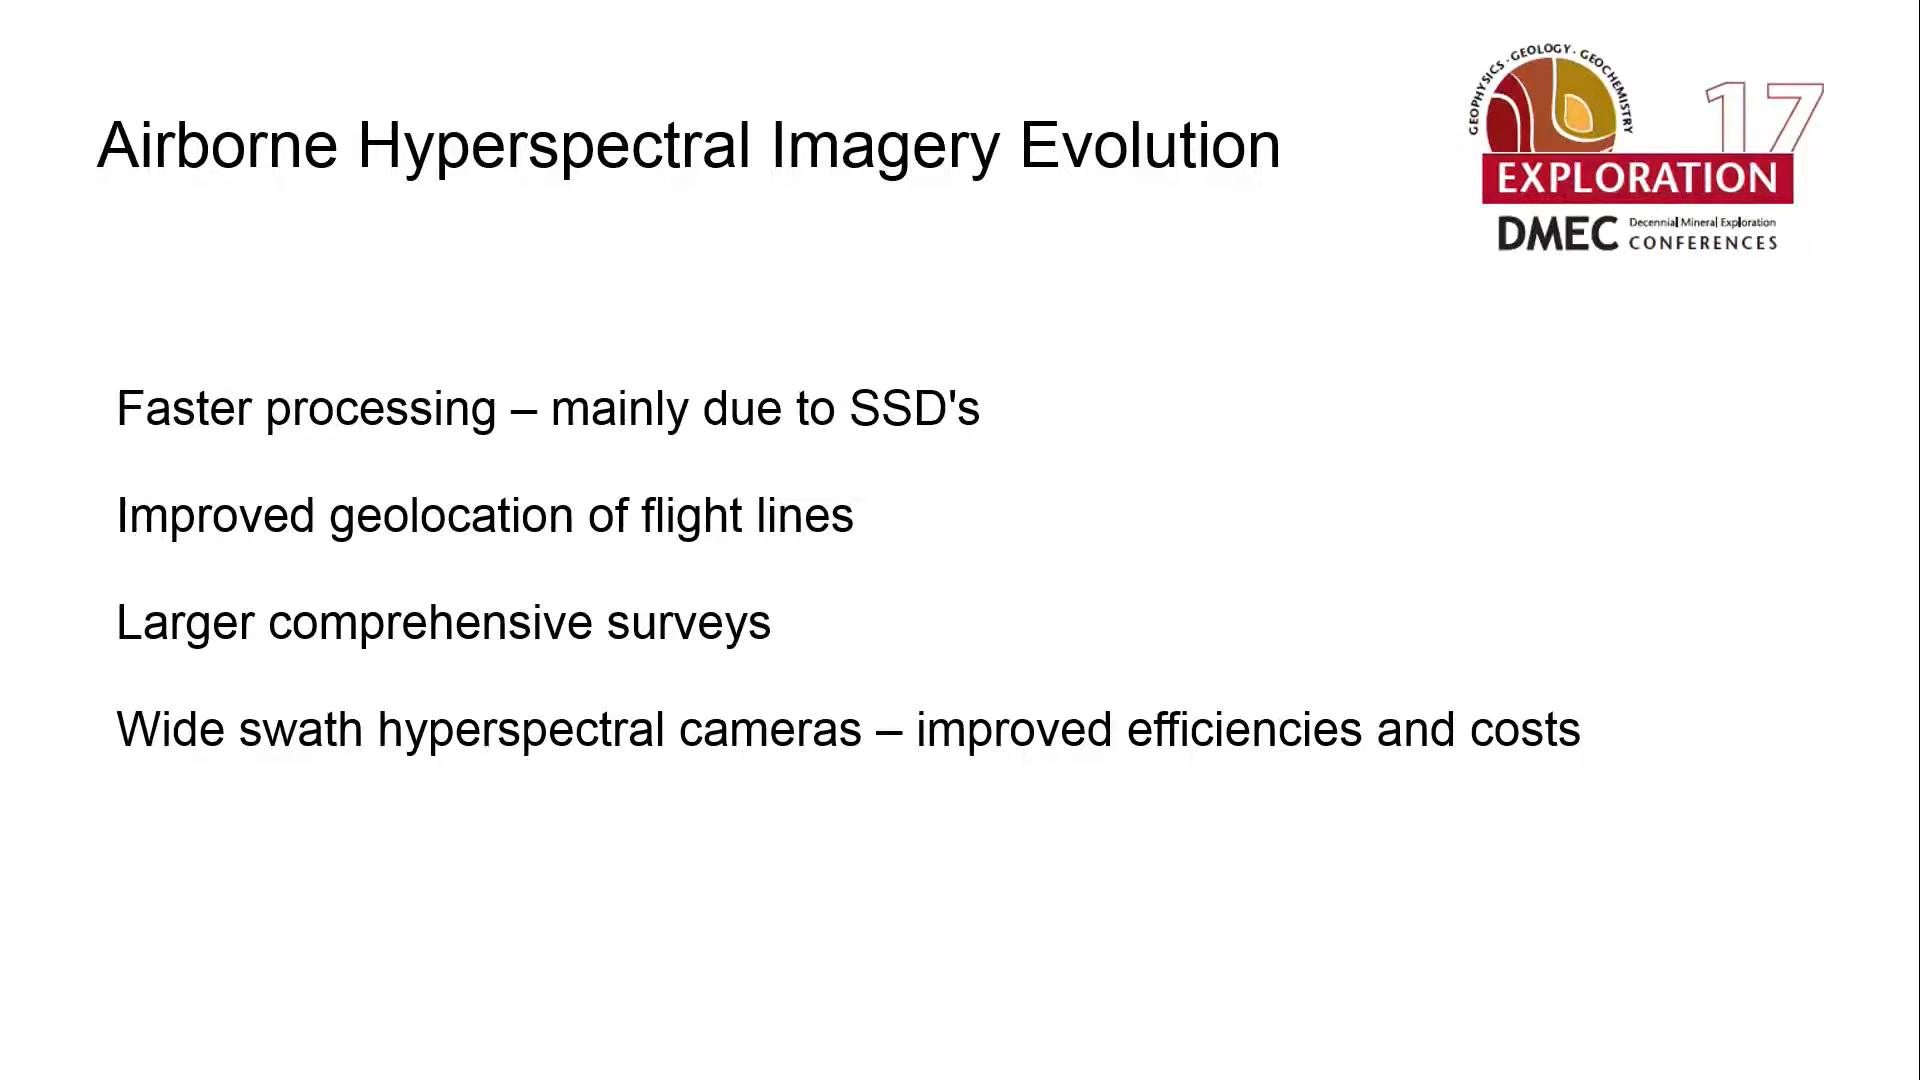 Airborne Hyperspectral Imagery Evolution
GEOPHYSICS · GEOLOGY · GEOCHEMISTRY
17
EXPLORATION
DMEC Decennial Mineral Exploration
CONFERENCES
Faster processing – mainly due to SSD's
Improved geolocation of flight lines
Larger comprehensive surveys
Wide swath hyperspectral cameras – improved efficiencies and costs